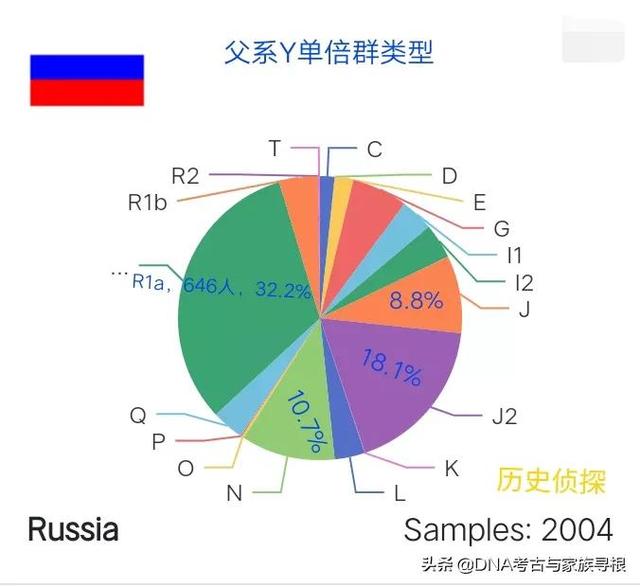 父系Y单倍群类型
T
C
R2
D
R1b
E
G
I1
...
R1a，646人，32.2%
I2
8.8%
J
18.1%
10.7%
Q
J2
P
O
K
N
L
历史侦探
Russia
Samples: 2004
头条 @DNA考古与家族寻根